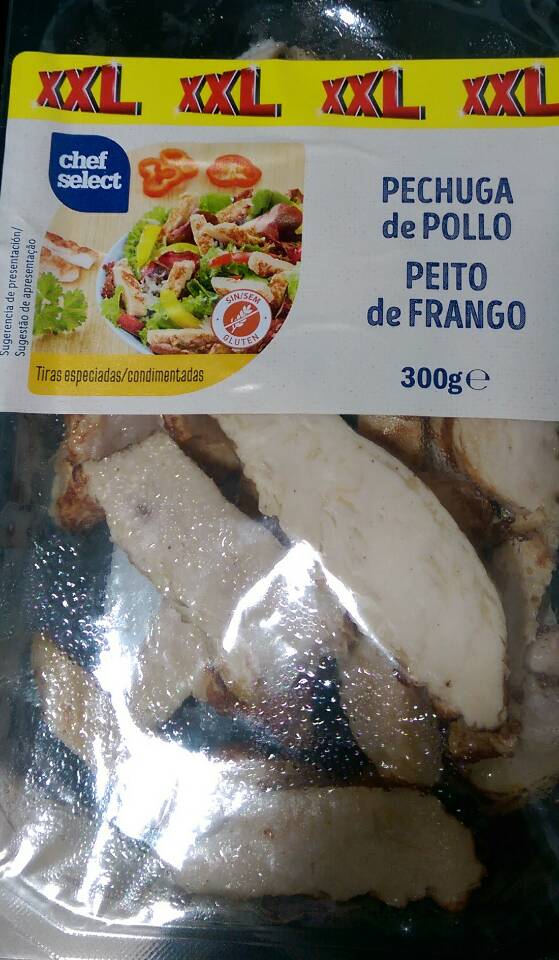 XXL XXL XXL XXL
chef
select
Sugerencia de presentación/
Sugestão de apresentação
SIN/SEM
GLUTEN
Tiras especiadas/condimentadas
PECHUGA
de POLLO
PEITO
de FRANGO
300g℮